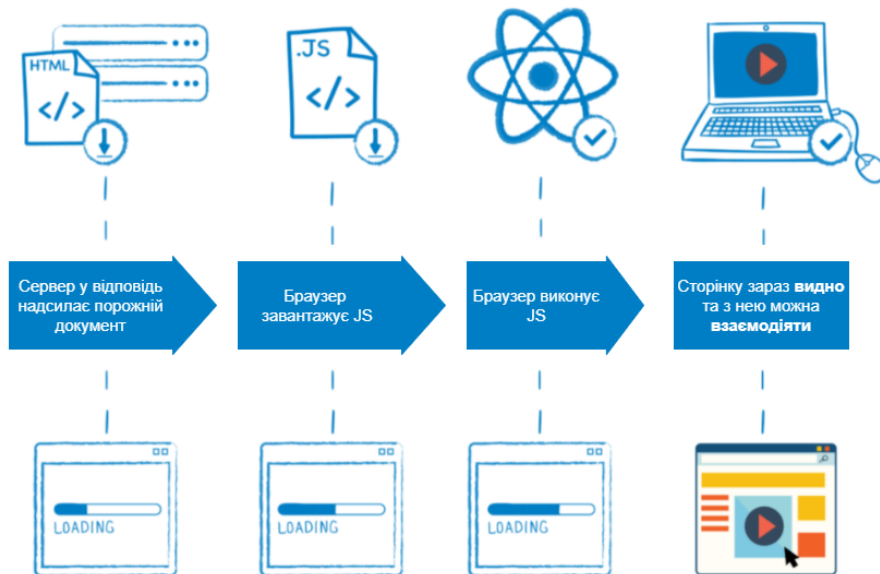 HTML
</>
.JS
</>
Сервер у відповідь
надсилає порожній
документ
Браузер
завантажує JS
Браузер виконує
JS
Сторінку зараз видно
та з нею можна
взаємодіяти
LOADING
LOADING
LOADING